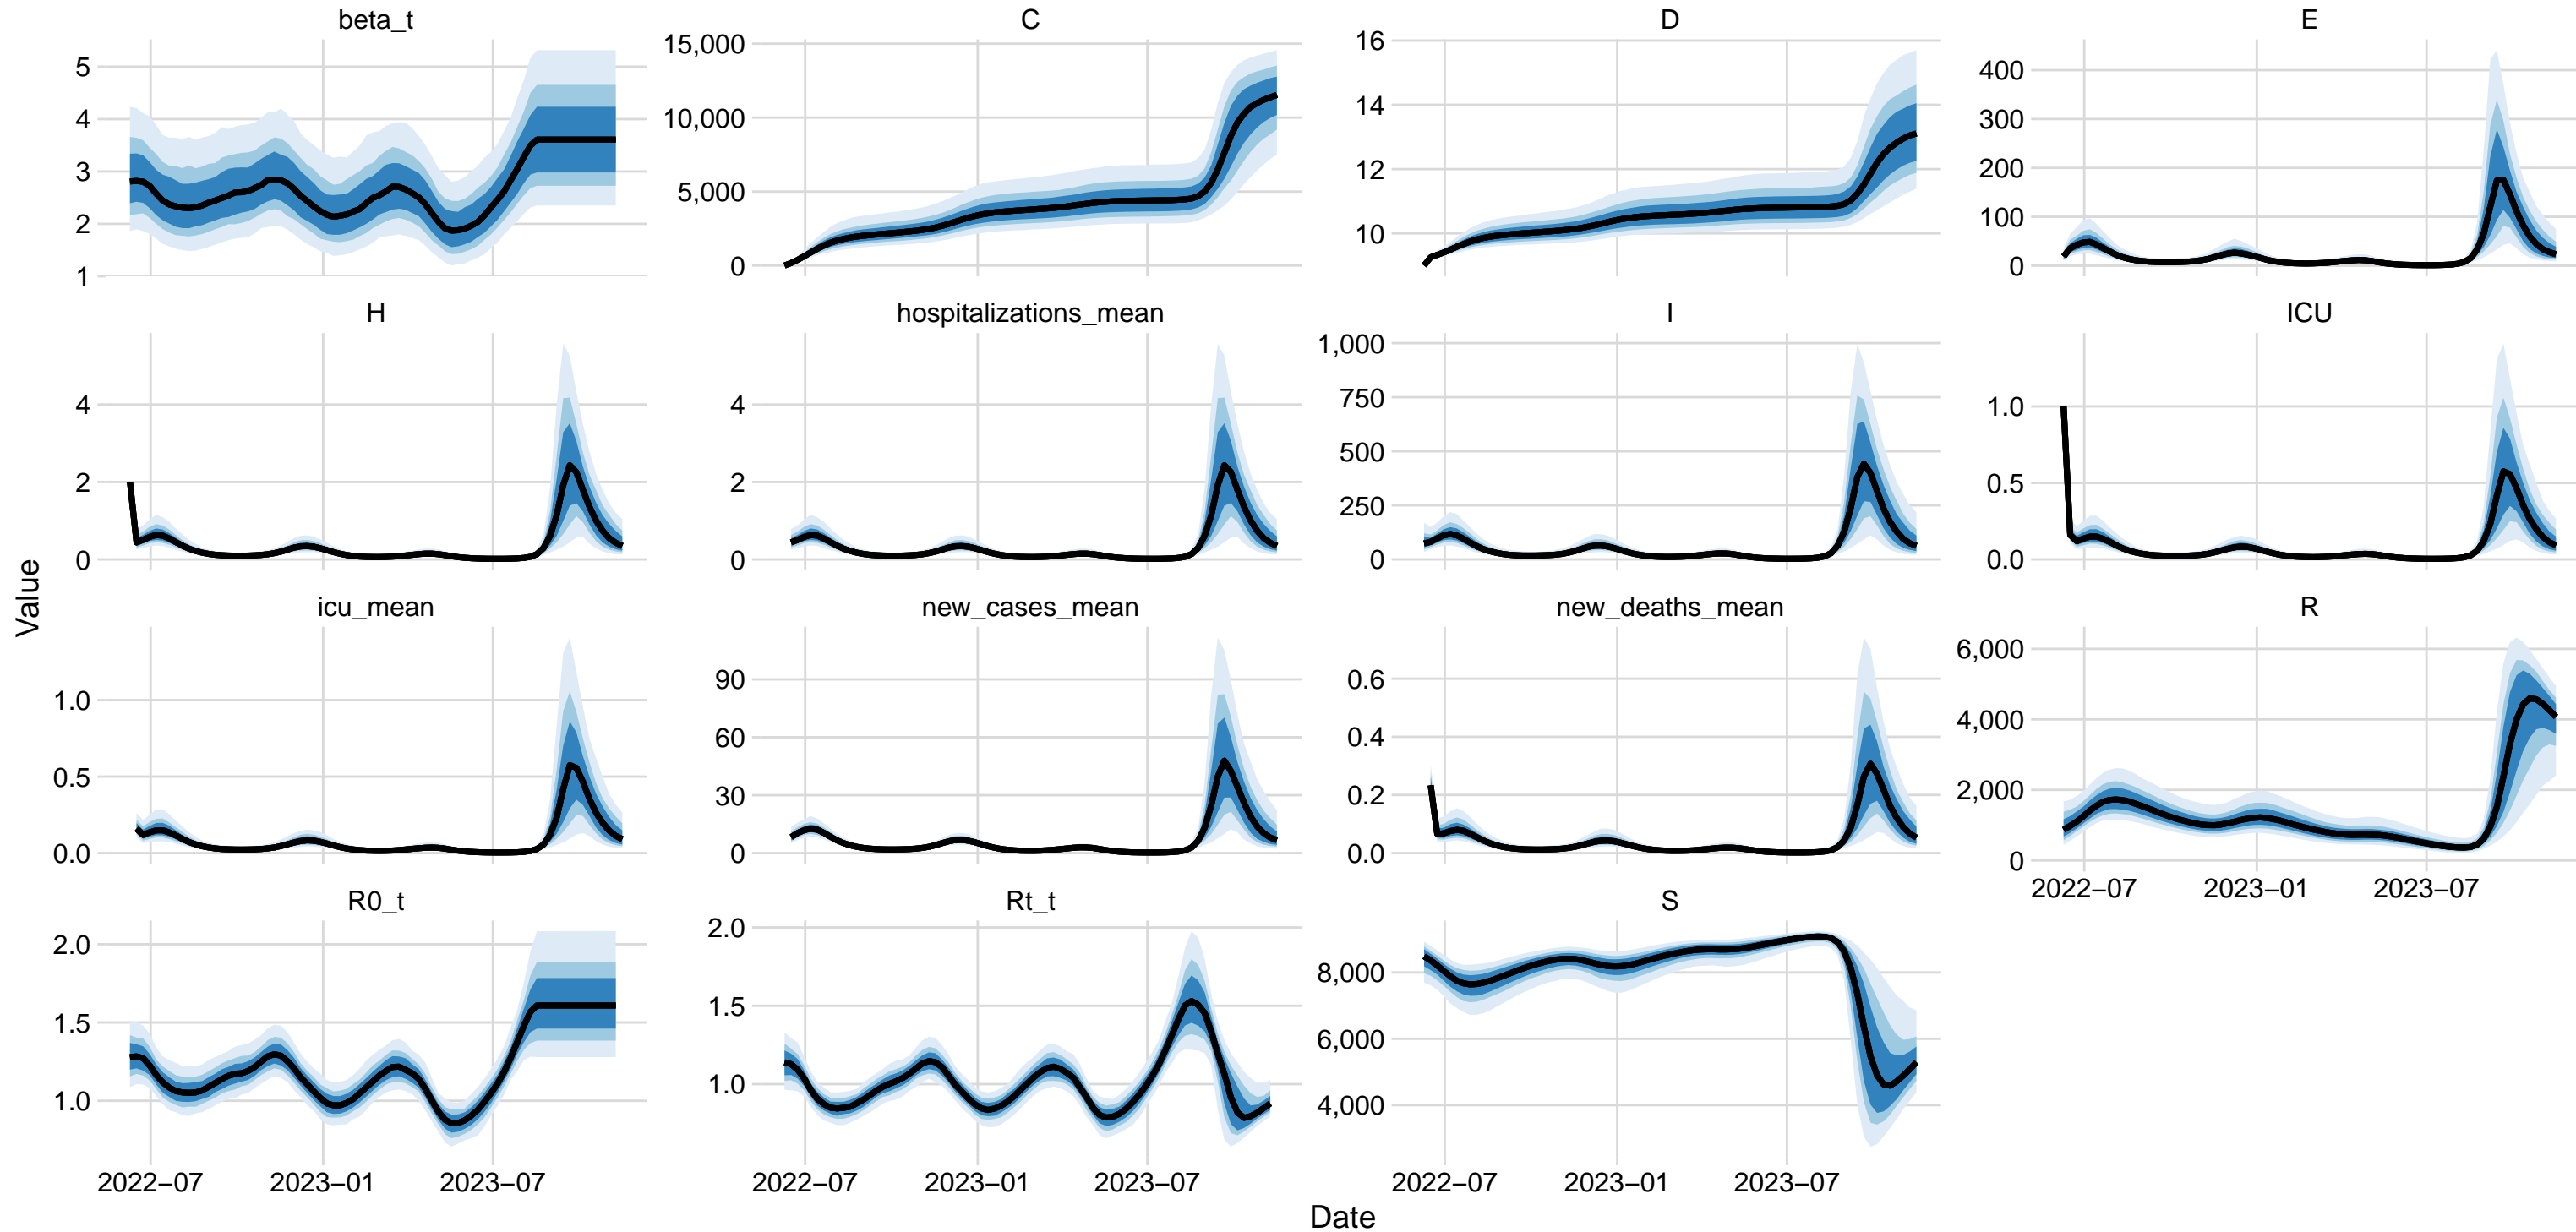 beta_t
C
D
E
5
4
3
2
1
15,000
10,000
5,000
0
16
14
12
10
400
300
200
100
0
H
hospitalizations_mean
I
ICU
4
2
0
4
2
0
1,000
750
500
250
0
1.0
0.5
0.0
icu_mean
new_cases_mean
new_deaths_mean
R
1.0
0.5
0.0
90
60
30
0
0.6
0.4
0.2
0.0
6,000
4,000
2,000
0
2022−07 2023−01 2023−07
R0_t
Rt_t
S
2.0
1.5
1.0
2.0
1.5
1.0
8,000
6,000
4,000
2022−07 2023−01 2023−07
2022−07 2023−01 2023−07
2022−07 2023−01 2023−07
Value
Date